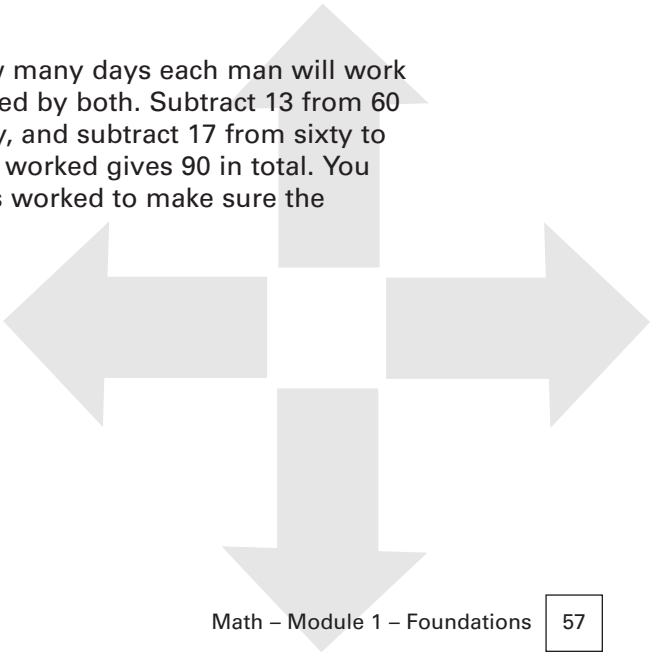 many days each man will work
ed by both. Subtract 13 from 60
, and subtract 17 from sixty to
worked gives 90 in total. You
worked to make sure the
Math – Module 1 – Foundations 57